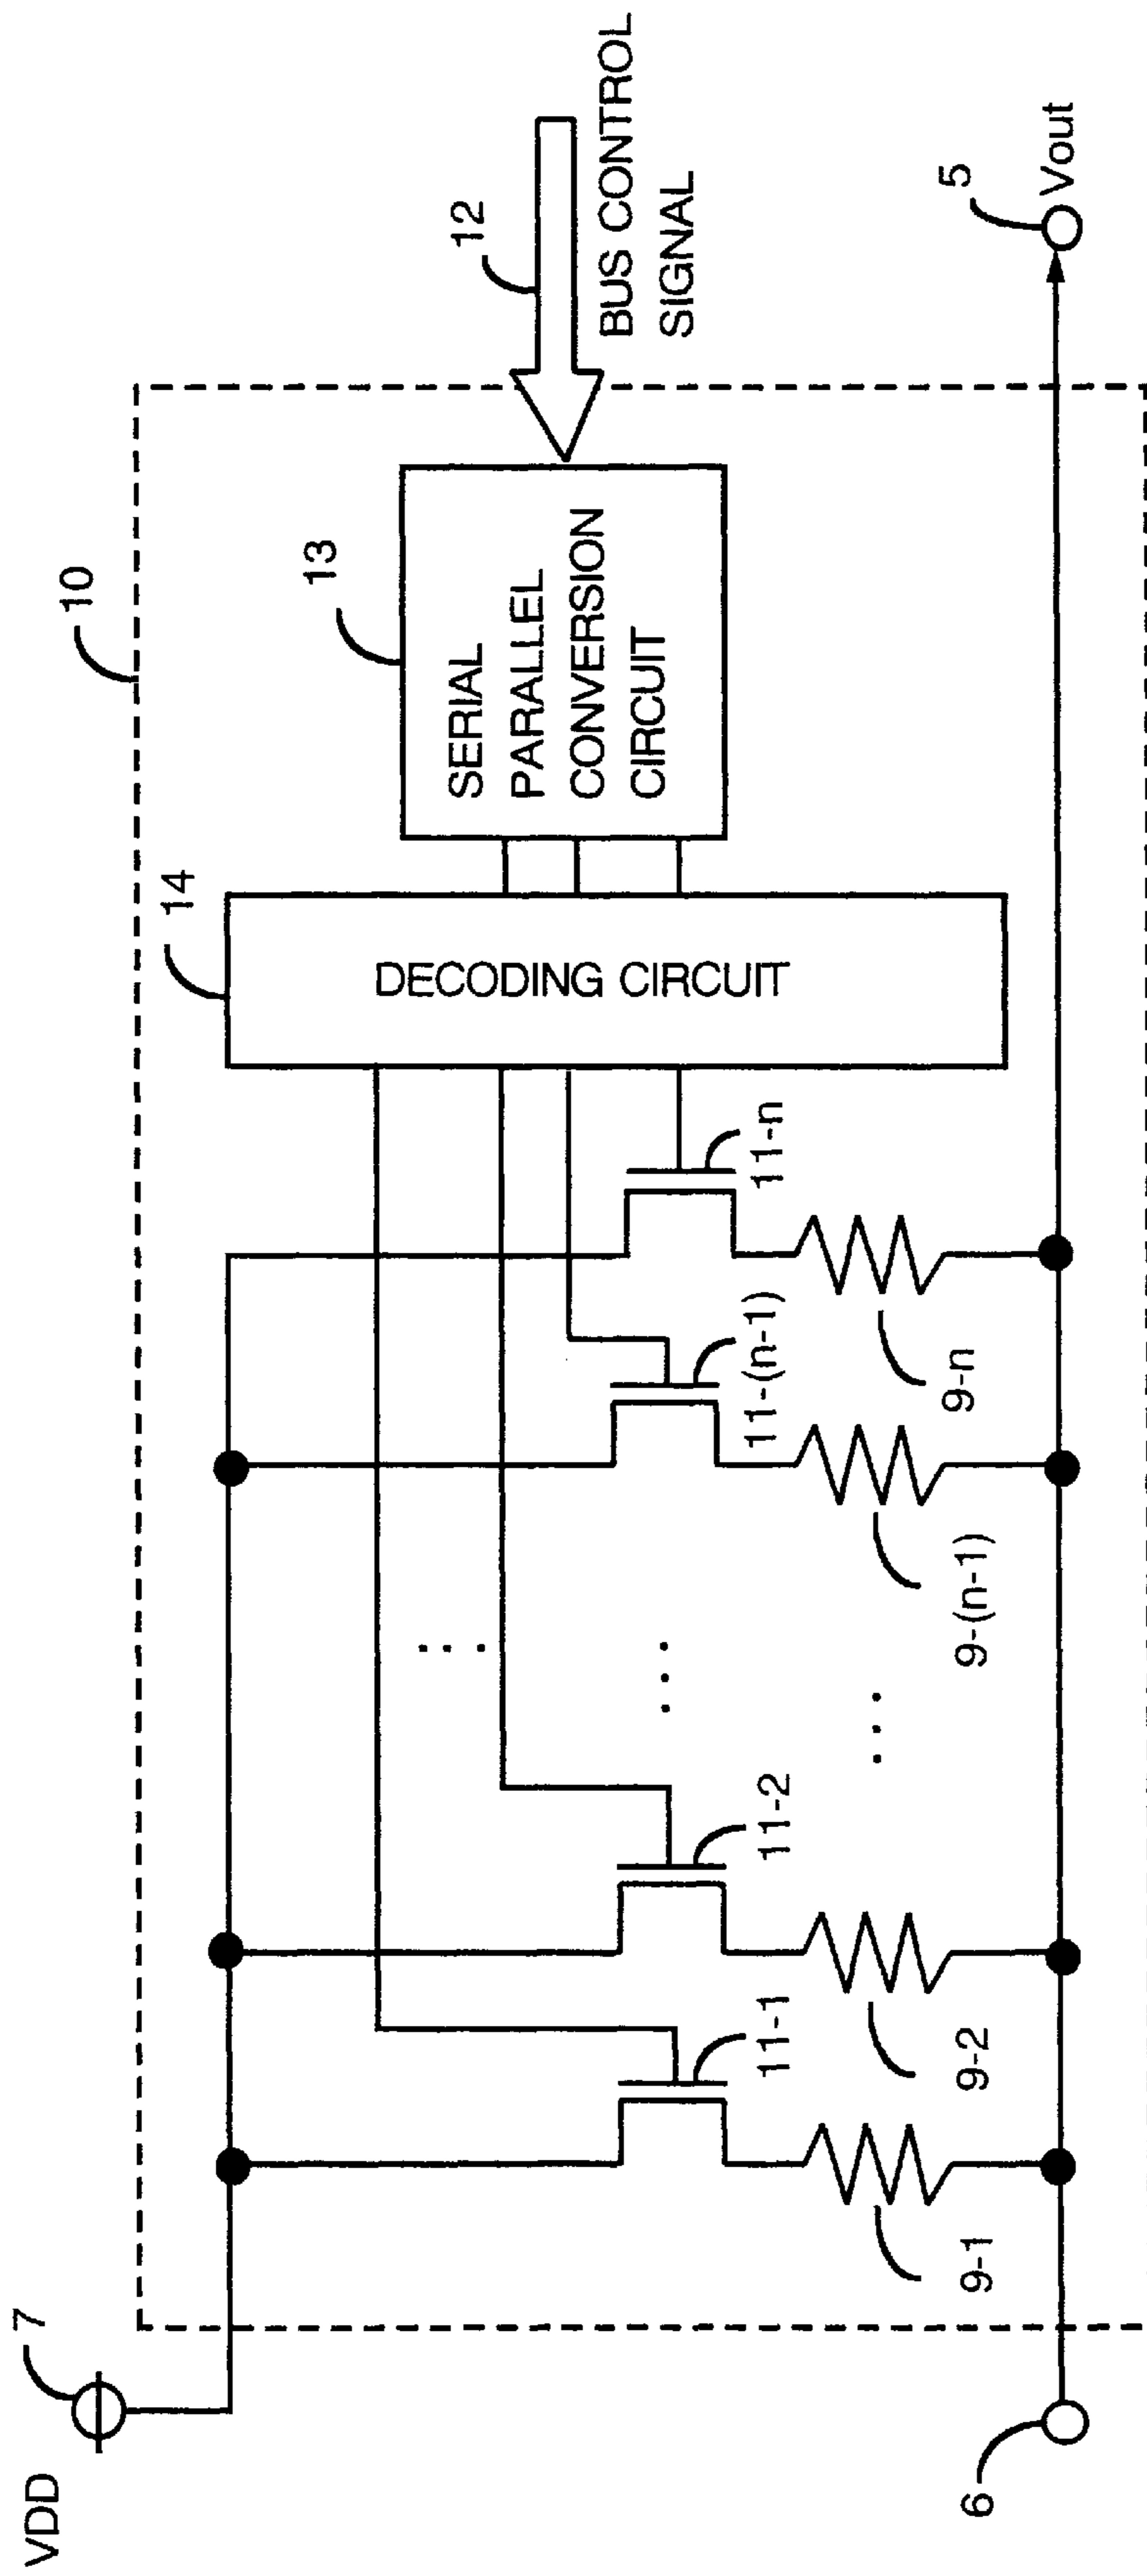 VDD
7
10
14
13
12
SERIAL
PARALLEL
CONVERSION
CIRCUIT
BUS CONTROL
SIGNAL
DECODING CIRCUIT
11-1
11-2
11-(n-1)
11-n
9-1
9-2
9-(n-1)
9-n
6
5
Vout